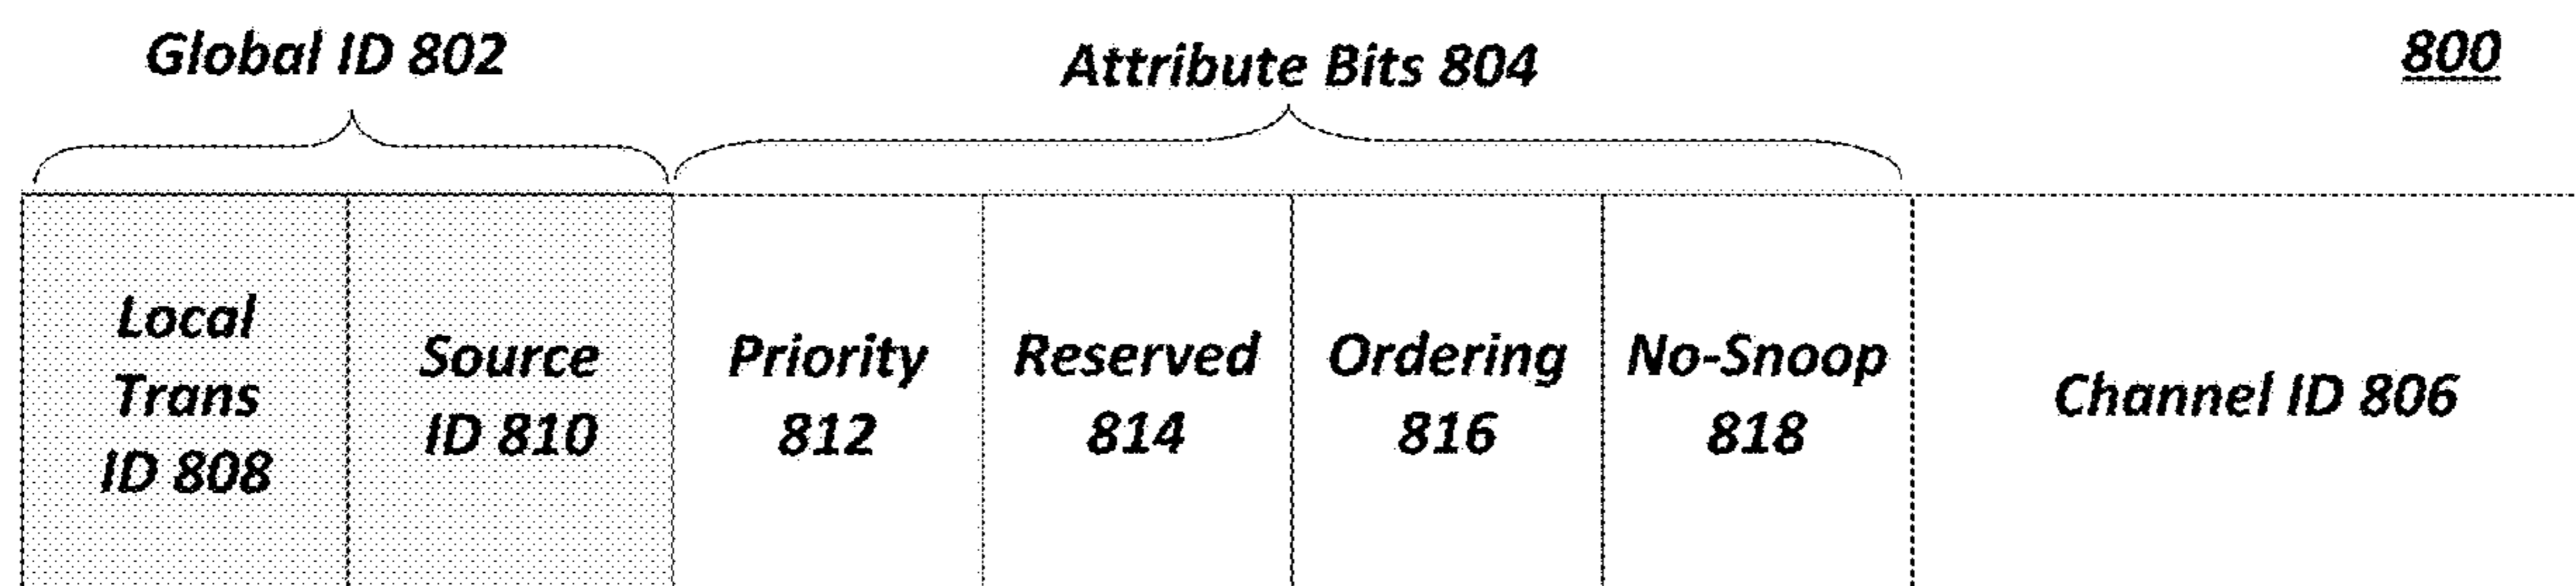 Global ID 802
Attribute Bits 804
800
Local
Trans
ID 808
Source
ID 810
Priority
812
Reserved
814
Ordering
816
No-Snoop
818
Channel ID 806